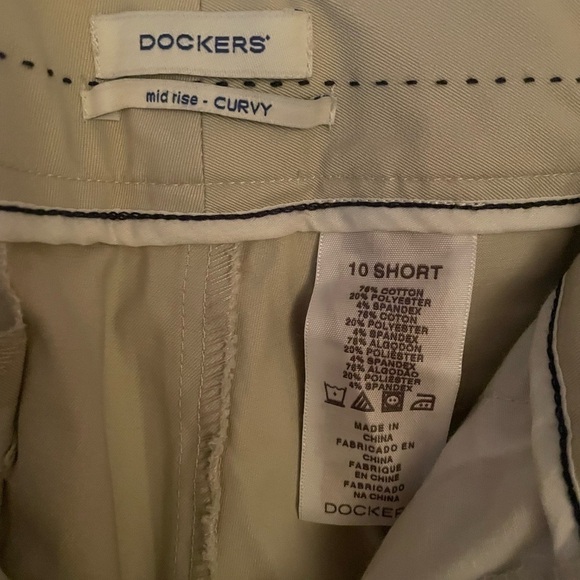 DOCKERS®
mid rise - CURVY
10 SHORT
76% COTTON
20% POLYESTER
4% SPANDEX
76% COTON
20% POLYESTER
4% SPANDEX
76% ALGODÓN
20% POLIESTER
4% SPANDEX
76% ALGODAO
20% POLIESTER
4% SPANDEX
MADE IN
CHINA
FABRICADO EN
CHINA
FABRIQUE
EN CHINE
FABRICADO
NA CHINA
DOCKERS